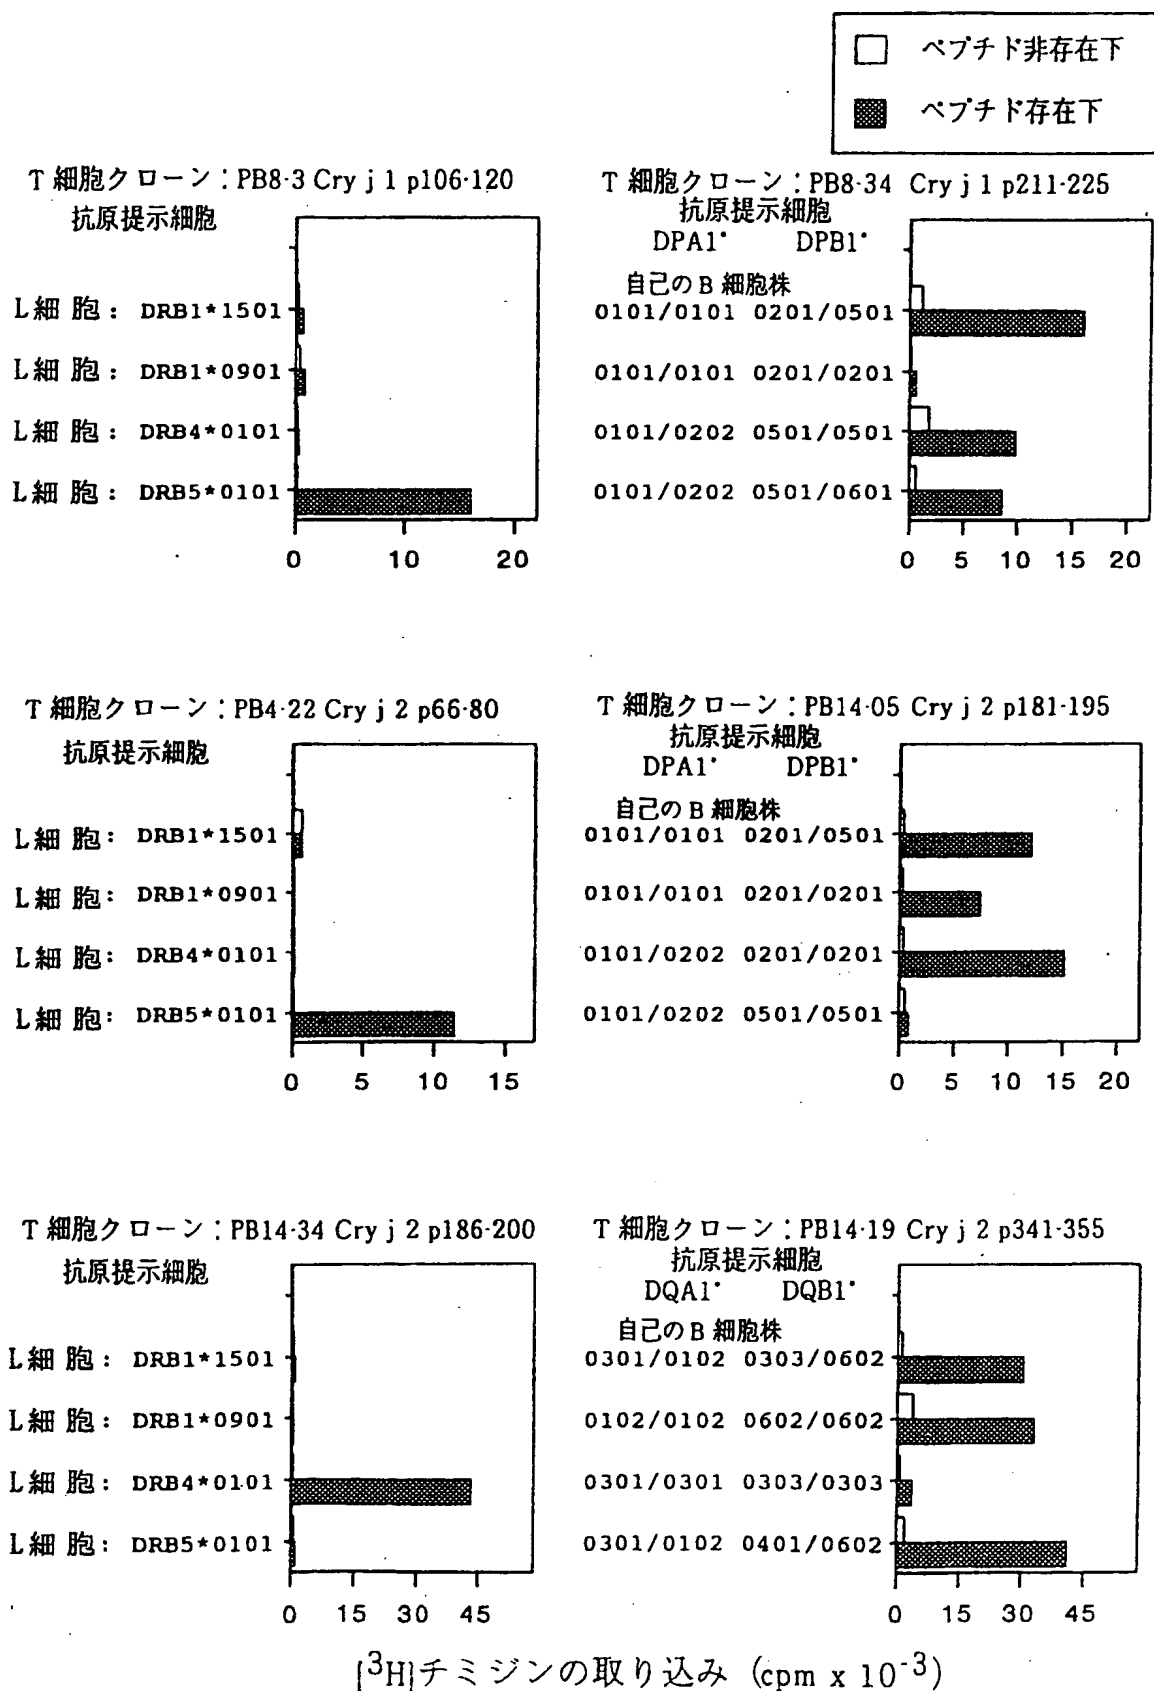 ペプチド非存在下
ペプチド存在下
T 細胞クローン：PB8-3 Cry j 1 p106-120
抗原提示細胞
L細 胞： DRB1*1501
L細 胞： DRB1*0901
L細 胞： DRB4*0101
L細 胞： DRB5*0101
0 10 20
T 細胞クローン：PB8-34 Cry j 1 p211-225
抗原提示細胞
DPA1* DPB1*
自己の B 細胞株
0101/0101 0201/0501
0101/0101 0201/0201
0101/0202 0501/0501
0101/0202 0501/0601
0 5 10 15 20
T 細胞クローン：PB4-22 Cry j 2 p66-80
抗原提示細胞
L細 胞： DRB1*1501
L細 胞： DRB1*0901
L細 胞： DRB4*0101
L細 胞： DRB5*0101
0 5 10 15
T 細胞クローン：PB14-05 Cry j 2 p181-195
抗原提示細胞
DPA1* DPB1*
自己の B 細胞株
0101/0101 0201/0501
0101/0101 0201/0201
0101/0202 0201/0201
0101/0202 0501/0501
0 5 10 15 20
T 細胞クローン：PB14-34 Cry j 2 p186-200
抗原提示細胞
L細 胞： DRB1*1501
L細 胞： DRB1*0901
L細 胞： DRB4*0101
L細 胞： DRB5*0101
0 15 30 45
T 細胞クローン：PB14-19 Cry j 2 p341-355
抗原提示細胞
DQA1* DQB1*
自己の B 細胞株
0301/0102 0303/0602
0102/0102 0602/0602
0301/0301 0303/0303
0301/0102 0401/0602
0 15 30 45
[³H]チミジンの取り込み (cpm x 10⁻³)